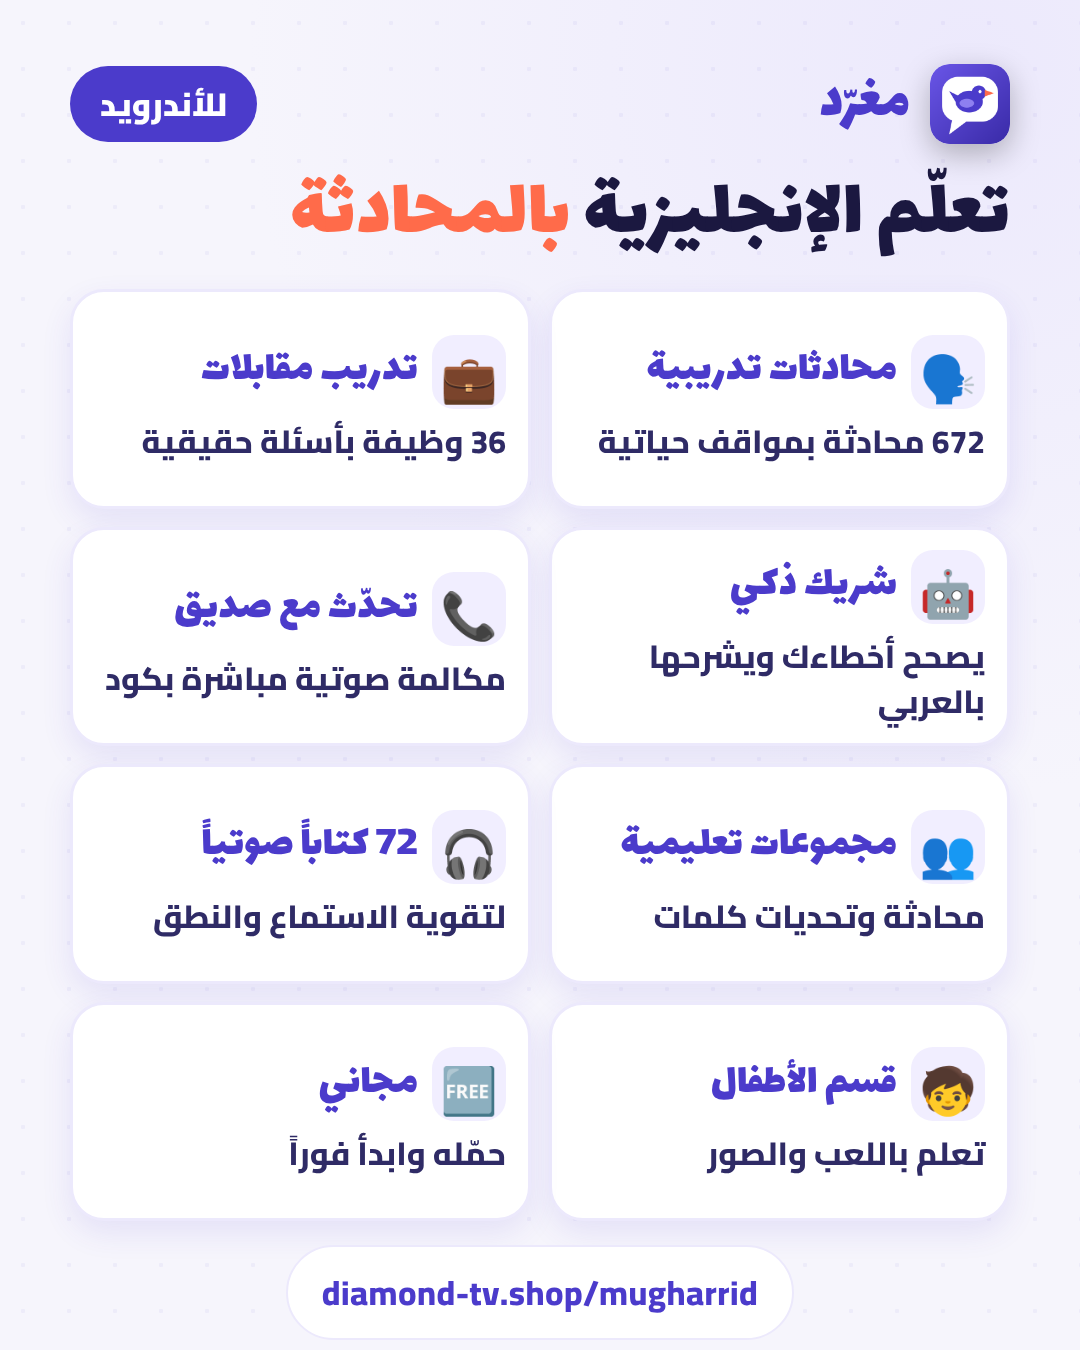 مغرّد
للأندرويد
تعلّم الإنجليزية بالمحادثة
محادثات تدريبية
672 محادثة بمواقف حياتية
تدريب مقابلات
36 وظيفة بأسئلة حقيقية
شريك ذكي
يصحح أخطاءك ويشرحها
بالعربي
تحدّث مع صديق
مكالمة صوتية مباشرة بكود
مجموعات تعليمية
محادثة وتحديات كلمات
72 كتاباً صوتياً
لتقوية الاستماع والنطق
قسم الأطفال
تعلم باللعب والصور
FREE
مجاني
حمّله وابدأ فوراً
diamond-tv.shop/mugharrid